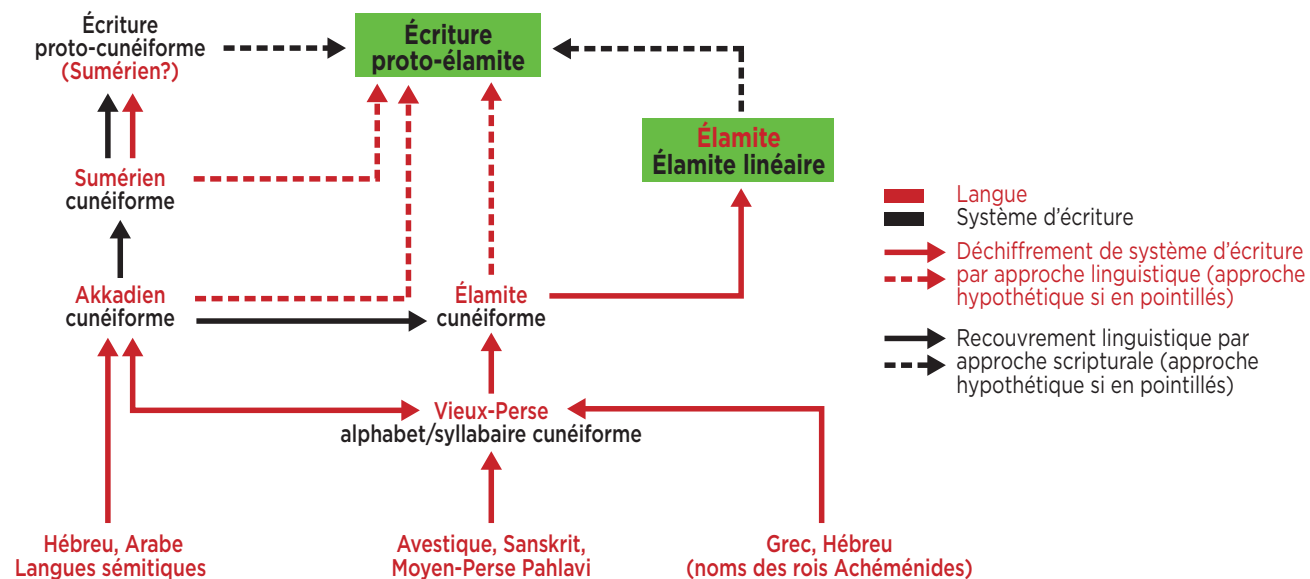 Écriture
proto-cunéiforme
(Sumérien?)
Écriture
proto-élamite
Élamite
Élamite linéaire
Sumérien
cunéiforme
Langue
Système d'écriture
Déchiffrement de système d'écriture
par approche linguistique (approche
hypothétique si en pointillés)
Akkadien
cunéiforme
Élamite
cunéiforme
Recouvrement linguistique par
approche scripturale (approche
hypothétique si en pointillés)
Vieux-Perse
alphabet/syllabaire cunéiforme
Hébreu, Arabe
Langues sémitiques
Avestique, Sanskrit,
Moyen-Perse Pahlavi
Grec, Hébreu
(noms des rois Achéménides)